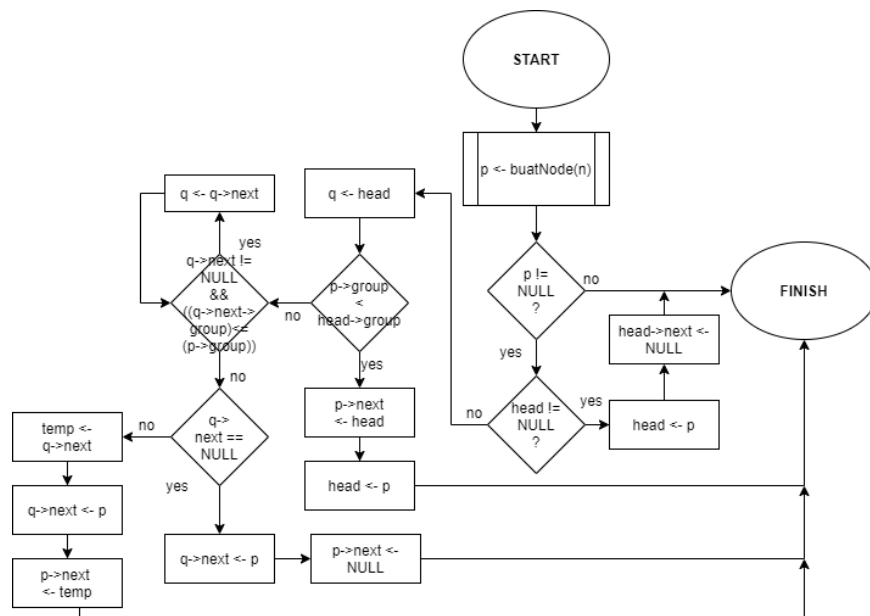 START
p <- buatNode(n)
q <- q->next
q <- head
yes
q->next !=
NULL
&&
((q->next->
group)<=
(p->group))
no
p->group
<
head->group
p !=
NULL
?
no
FINISH
head->next <-
NULL
yes
yes
no
p->next
<- head
head !=
NULL
?
no
yes
head <- p
temp <-
q->next
no
q->
next ==
NULL
yes
head <- p
q->next <- p
q->next <- p
p->next <-
NULL
p->next
<- temp